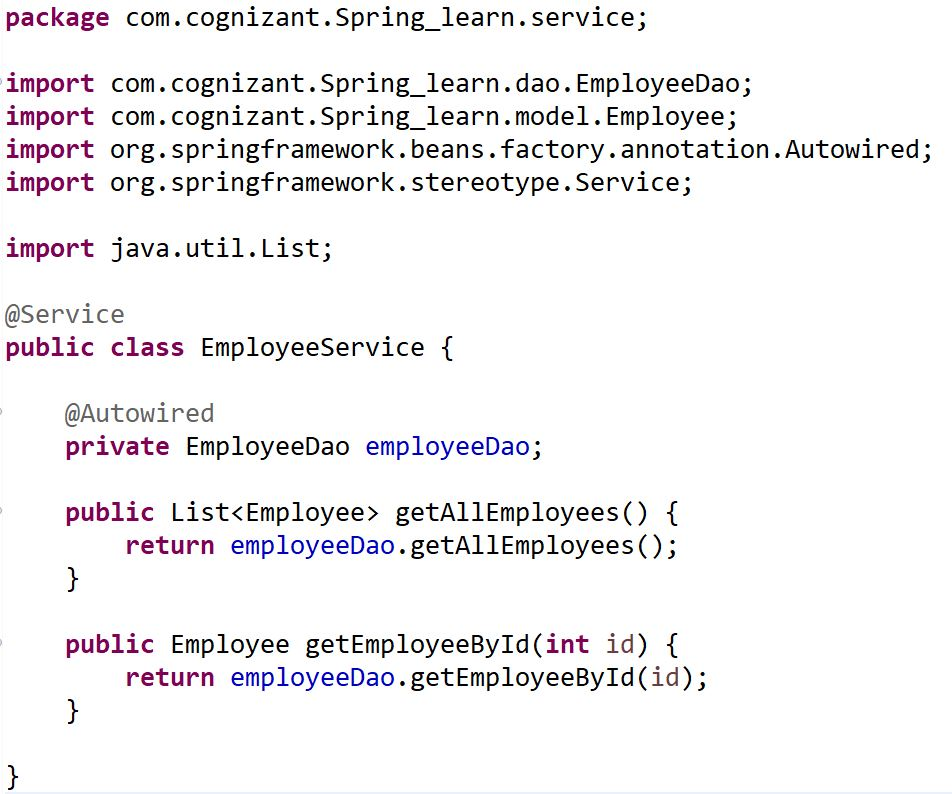 package com.cognizant.Spring_learn.service;
import com.cognizant.Spring_learn.dao.EmployeeDao;
import com.cognizant.Spring_learn.model.Employee;
import org.springframework.beans.factory.annotation.Autowired;
import org.springframework.stereotype.Service;
import java.util.List;
@Service
public class EmployeeService {
    @Autowired
    private EmployeeDao employeeDao;
    public List<Employee> getAllEmployees() {
        return employeeDao.getAllEmployees();
    }
    public Employee getEmployeeById(int id) {
        return employeeDao.getEmployeeById(id);
    }
}